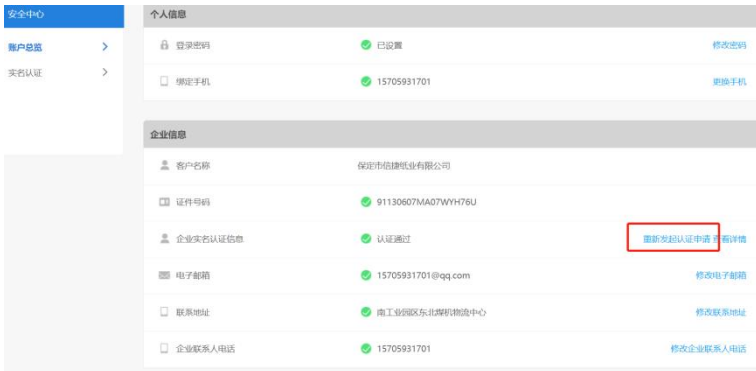 安全中心
账户总览
实名认证
个人信息
登录密码 已设置 修改密码
绑定手机 15705931701 更换手机
企业信息
客户名称 保定市信捷纸业有限公司
证件号码 91130607MA07WYH76U
企业实名认证信息 认证通过 重新发起认证申请 查看详情
电子邮箱 15705931701@qq.com 修改电子邮箱
联系地址 南工业园区东北煤机物流中心 修改联系地址
企业联系人电话 15705931701 修改企业联系人电话